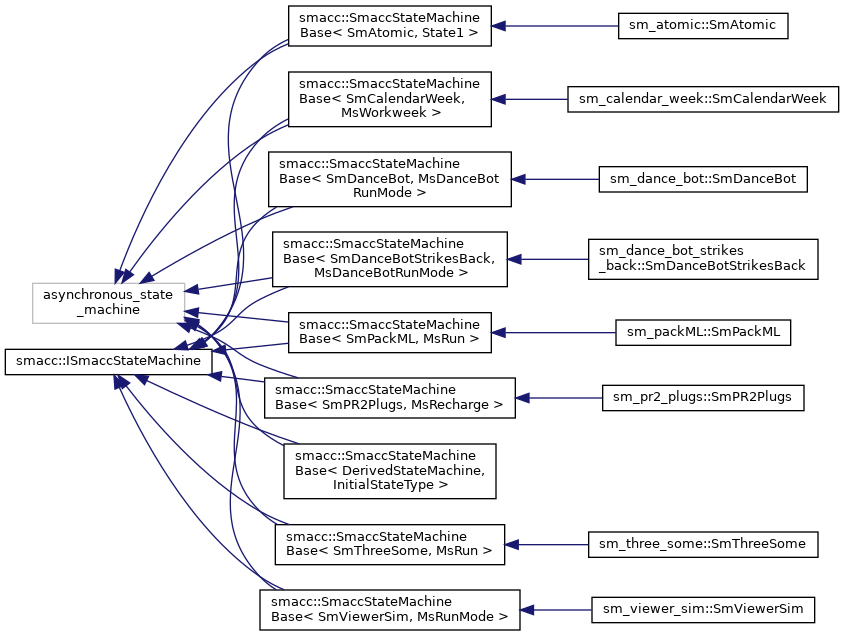 smacc::SmaccStateMachine
Base< SmAtomic, State1 >
sm_atomic::SmAtomic
smacc::SmaccStateMachine
Base< SmCalendarWeek,
MsWorkweek >
sm_calendar_week::SmCalendarWeek
smacc::SmaccStateMachine
Base< SmDanceBot, MsDanceBot
RunMode >
sm_dance_bot::SmDanceBot
smacc::SmaccStateMachine
Base< SmDanceBotStrikesBack,
MsDanceBotRunMode >
sm_dance_bot_strikes
_back::SmDanceBotStrikesBack
asynchronous_state
_machine
smacc::SmaccStateMachine
Base< SmPackML, MsRun >
sm_packML::SmPackML
smacc::ISmaccStateMachine
smacc::SmaccStateMachine
Base< SmPR2Plugs, MsRecharge >
sm_pr2_plugs::SmPR2Plugs
smacc::SmaccStateMachine
Base< DerivedStateMachine,
InitialStateType >
smacc::SmaccStateMachine
Base< SmThreeSome, MsRun >
sm_three_some::SmThreeSome
smacc::SmaccStateMachine
Base< SmViewerSim, MsRunMode >
sm_viewer_sim::SmViewerSim